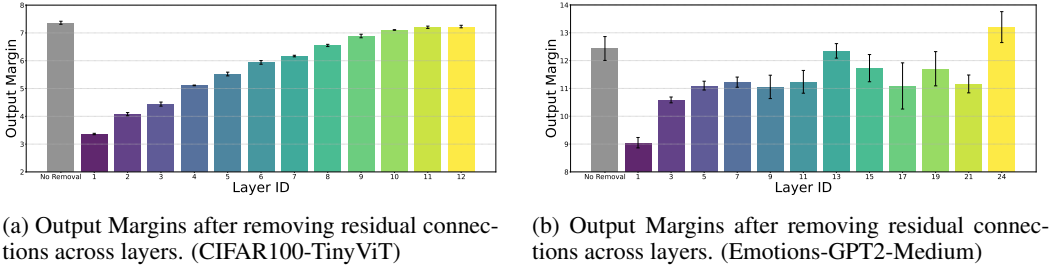 8
7
6
5
4
3
2
Output Margin
No Removal 1 2 3 4 5 6 7 8 9 10 11 12
Layer ID
(a) Output Margins after removing residual connec-
tions across layers. (CIFAR100-TinyViT)
14
13
12
11
10
9
8
Output Margin
No Removal 1 3 5 7 9 11 13 15 17 19 21 24
Layer ID
(b) Output Margins after removing residual connec-
tions across layers. (Emotions-GPT2-Medium)